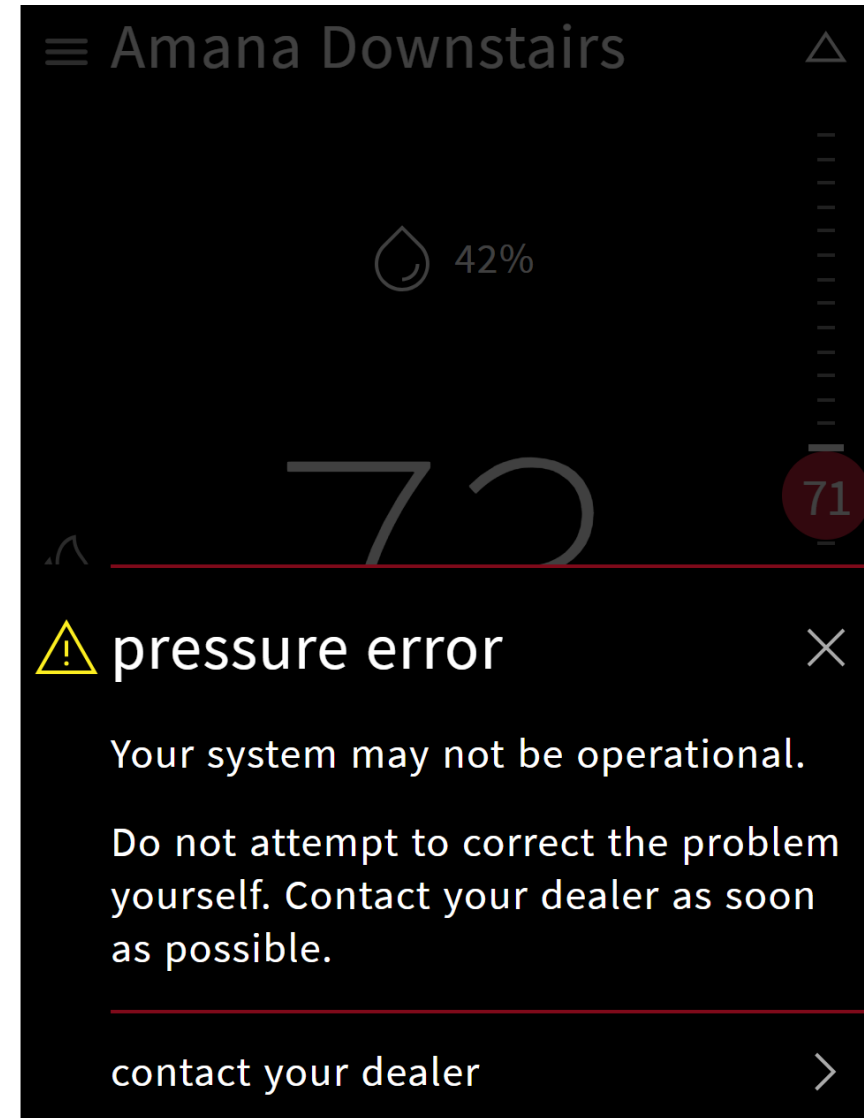 Amana Downstairs
42%
72
71
pressure error
Your system may not be operational.
Do not attempt to correct the problem
yourself. Contact your dealer as soon
as possible.
contact your dealer